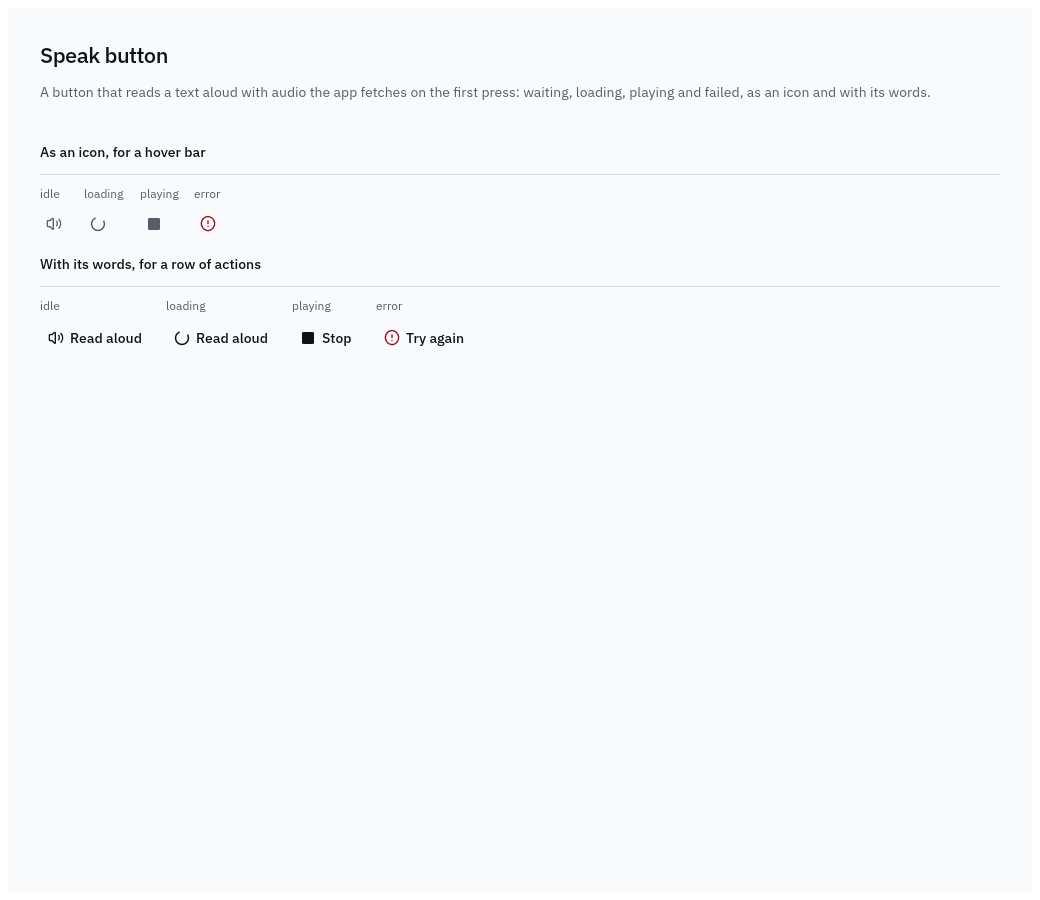 Speak button
A button that reads a text aloud with audio the app fetches on the first press: waiting, loading, playing and failed, as an icon and with its words.
As an icon, for a hover bar
idle loading playing error
With its words, for a row of actions
idle loading playing error
Read aloud Read aloud Stop Try again